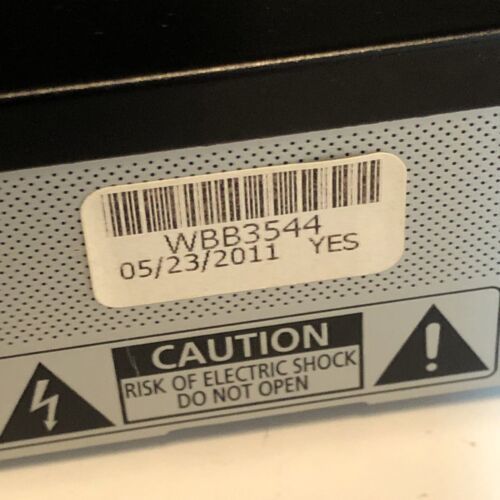 WBB3544
05/23/2011 YES
CAUTION
RISK OF ELECTRIC SHOCK
DO NOT OPEN